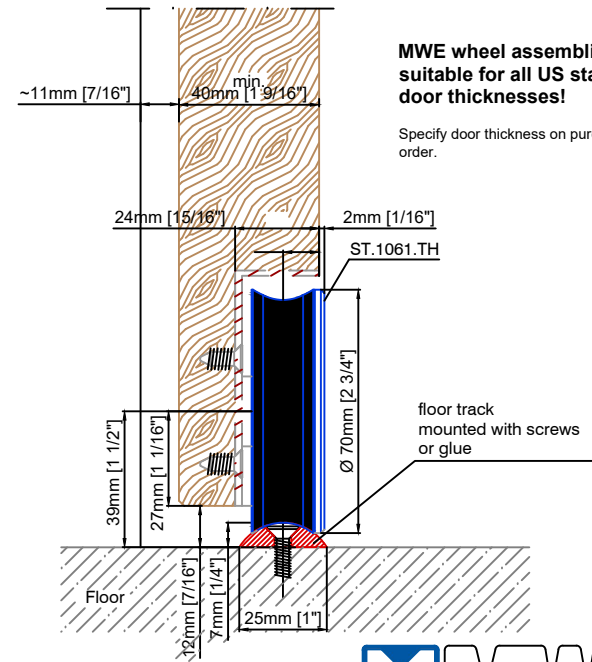 MWE wheel
suitable for all US
door thicknesses!
Specify door thickness on
order.
~11mm [7/16"]
min.
40mm [1 9/16"]
24mm [15/16"]
2mm [1/16"]
ST.1061.TH
Ø 70mm [2 3/4"]
floor track
mounted with screws
or glue
39mm [1 1/2"]
27mm [1 1/16"]
Floor
12mm [7/16"]
7mm [1/4"]
25mm [1"]